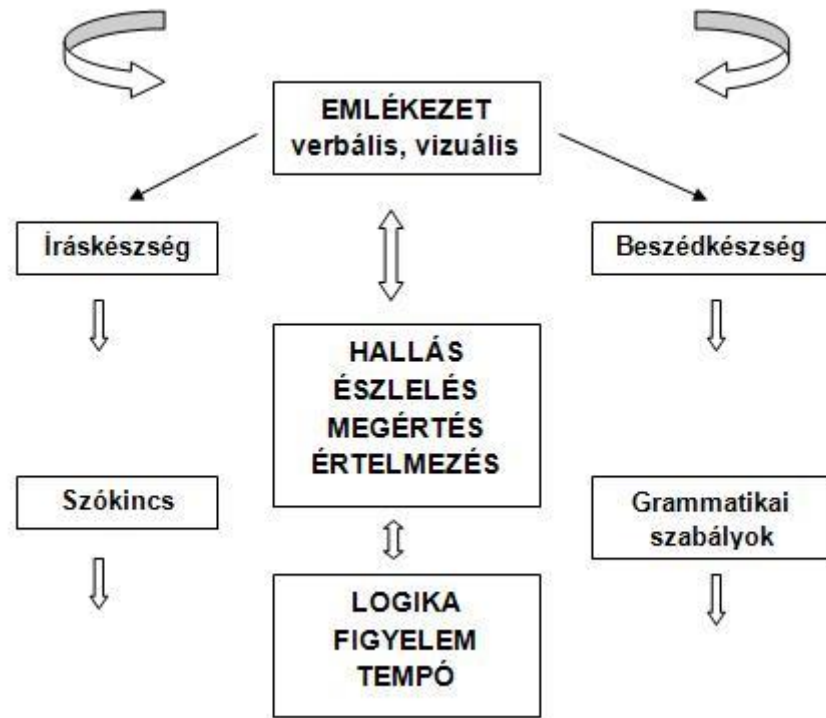 EMLÉKEZET
verbális, vizuális
Íráskészség
Beszédkészség
HALLÁS
ÉSZLELÉS
MEGÉRTÉS
ÉRTELMEZÉS
Szókincs
Grammatikai
szabályok
LOGIKA
FIGYELEM
TEMPÓ